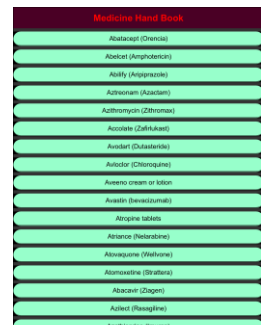 Medicine Hand Book
Abatacept (Orencia)
Abelcet (Amphotericin)
Abilify (Aripiprazole)
Aztreonam (Azactam)
Azithromycin (Zithromax)
Accolate (Zafirlukast)
Avodart (Dutasteride)
Avloclor (Chloroquine)
Aveeno cream or lotion
Avastin (bevacizumab)
Atropine tablets
Atriance (Nelarabine)
Atovaquone (Wellvone)
Atomoxetine (Strattera)
Abacavir (Ziagen)
Azilect (Rasagiline)